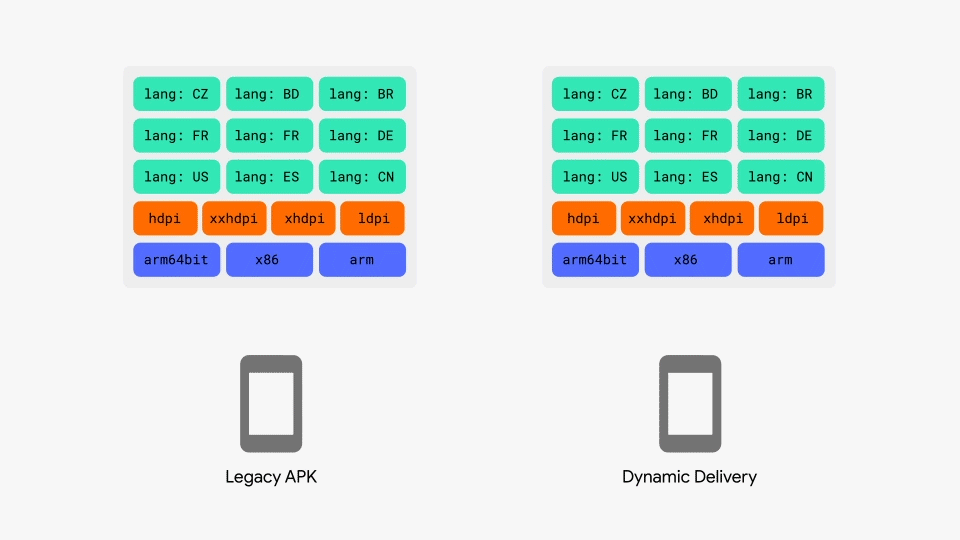 lang: CZ lang: BD lang: BR
lang: FR lang: FR lang: DE
lang: US lang: ES lang: CN
hdpi xxhdpi xhdpi ldpi
arm64bit x86 arm
Legacy APK
lang: CZ lang: BD lang: BR
lang: FR lang: FR lang: DE
lang: US lang: ES lang: CN
hdpi xxhdpi xhdpi ldpi
arm64bit x86 arm
Dynamic Delivery